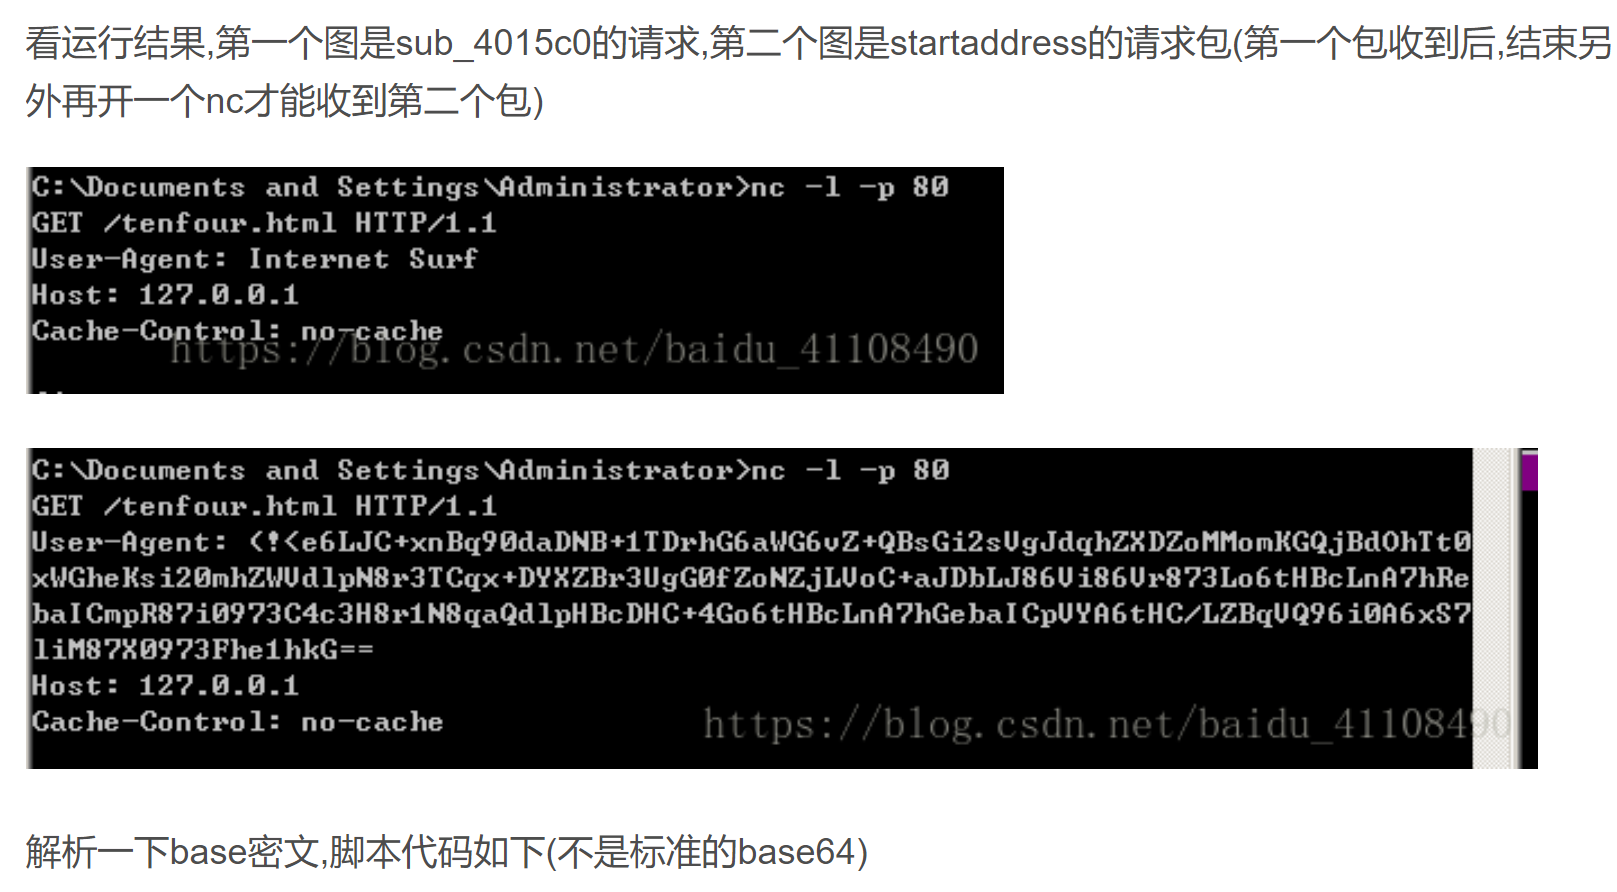 看运行结果,第一个图是sub_4015c0的请求,第二个图是startaddress的请求包(第一个包收到后,结束另
外再开一个nc才能收到第二个包)
C:\Documents and Settings\Administrator>nc -l -p 80
GET /tenfour.html HTTP/1.1
User-Agent: Internet Surf
Host: 127.0.0.1
Cache-Control: no-cache
https://blog.csdn.net/baidu_41108490
C:\Documents and Settings\Administrator>nc -l -p 80
GET /tenfour.html HTTP/1.1
User-Agent: (!<e6LJC+xnBq90daDNB+1TDrhG6aWG6vZ+QBsGi2sVgJdqhZXDZoMMomKGQjBdOhTt0
xWGheKsi20mhZWVdlpN8r3TCqx+DYXZBr3UgG0fZoNZjLVoC+aJDbLJ86Vi86Vr873Lo6tHBcLnA7hRe
baICmpR87i0973C4c3H8r1N8qaQdlpHBcDHC+4Go6tHBcLnA7hGebaICpVYA6tHC/LZBqVQ96i0A6xS7
liM87X0973Fhe1hkG==
Host: 127.0.0.1
Cache-Control: no-cache
https://blog.csdn.net/baidu_41108490
解析一下base密文,脚本代码如下(不是标准的base64)